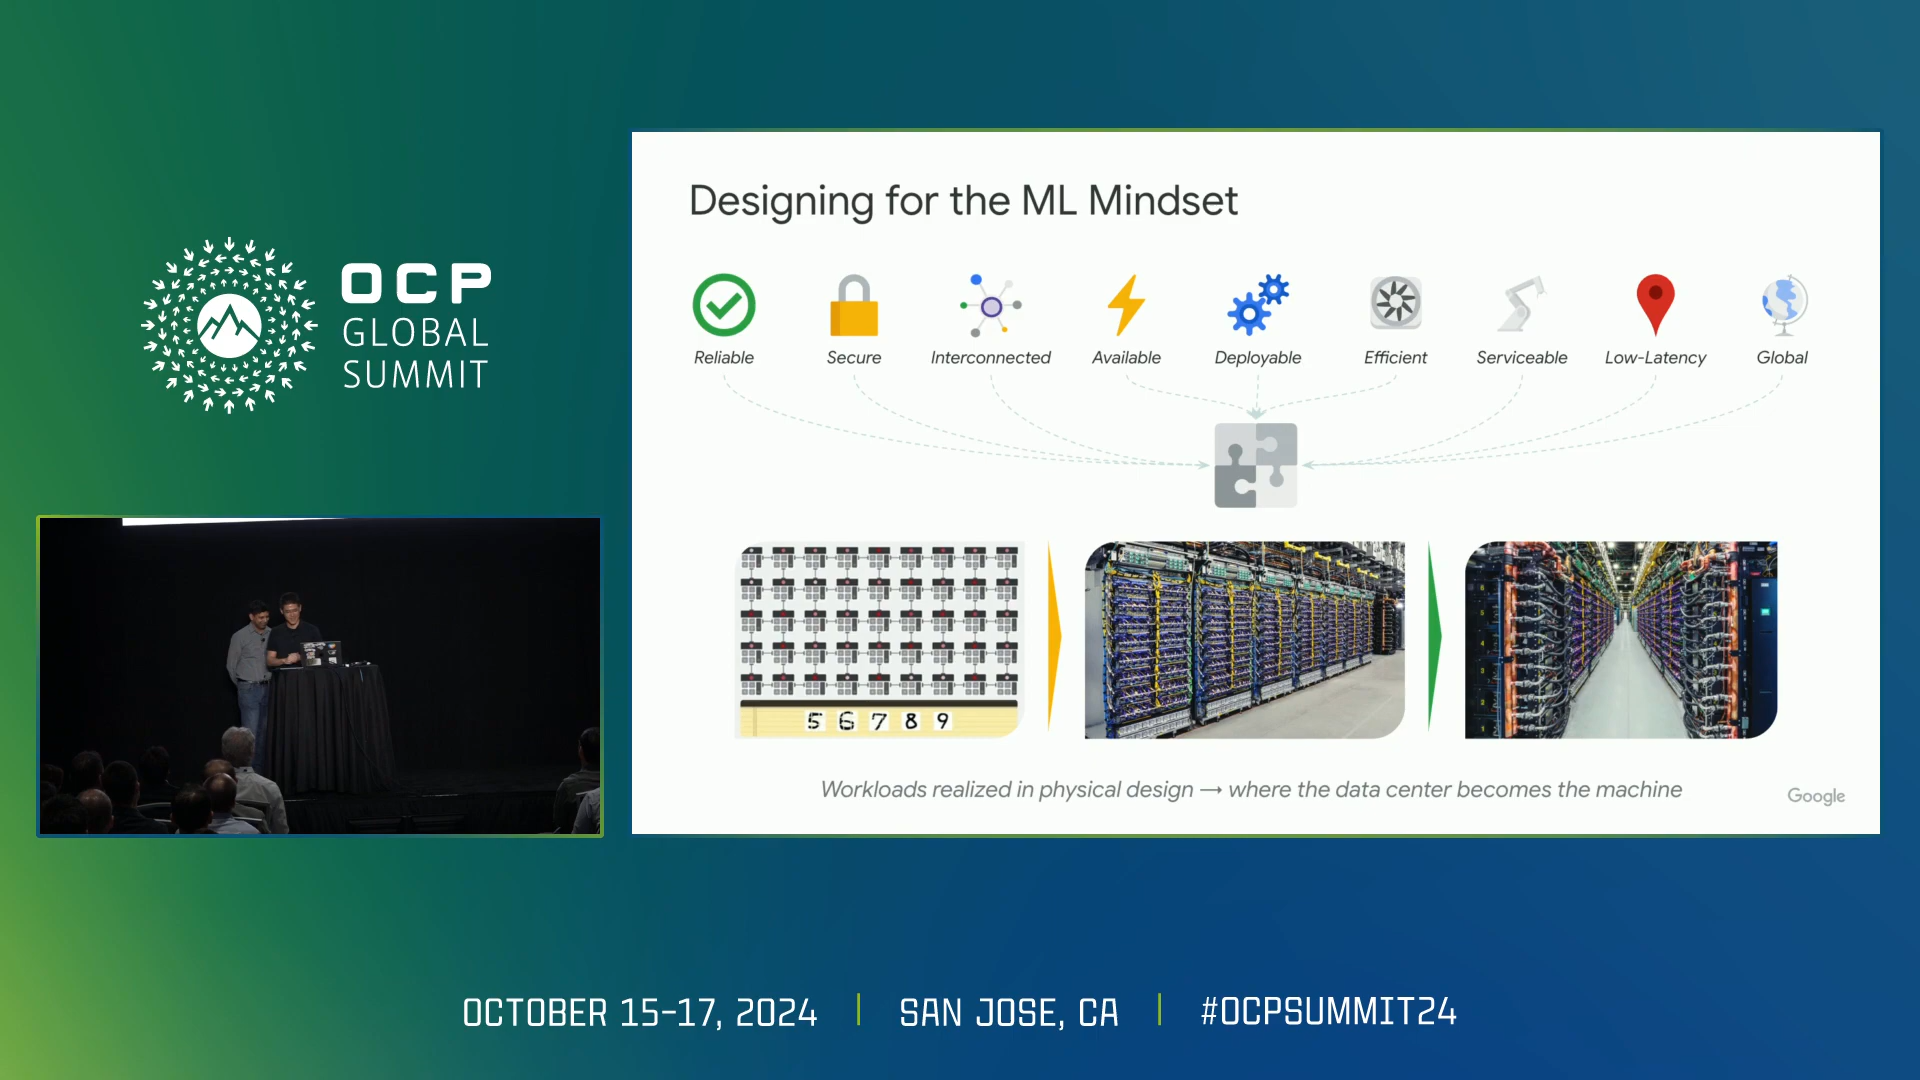 OCP
GLOBAL
SUMMIT
Designing for the ML Mindset
Reliable
Secure
Interconnected
Available
Deployable
Efficient
Serviceable
Low-Latency
Global
5 6 7 8 9
Workloads realized in physical design → where the data center becomes the machine
Google
OCTOBER 15-17, 2024 | SAN JOSE, CA | #OCPSUMMIT24